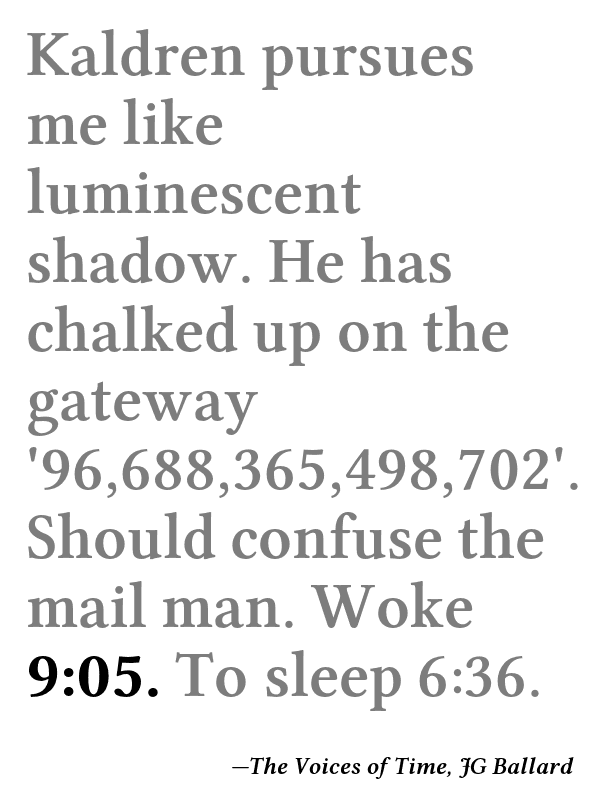 Kaldren pursues
me like
luminescent
shadow. He has
chalked up on the
gateway
'96,688,365,498,702'.
Should confuse the
mail man. Woke
9:05. To sleep 6:36.
—The Voices of Time, JG Ballard